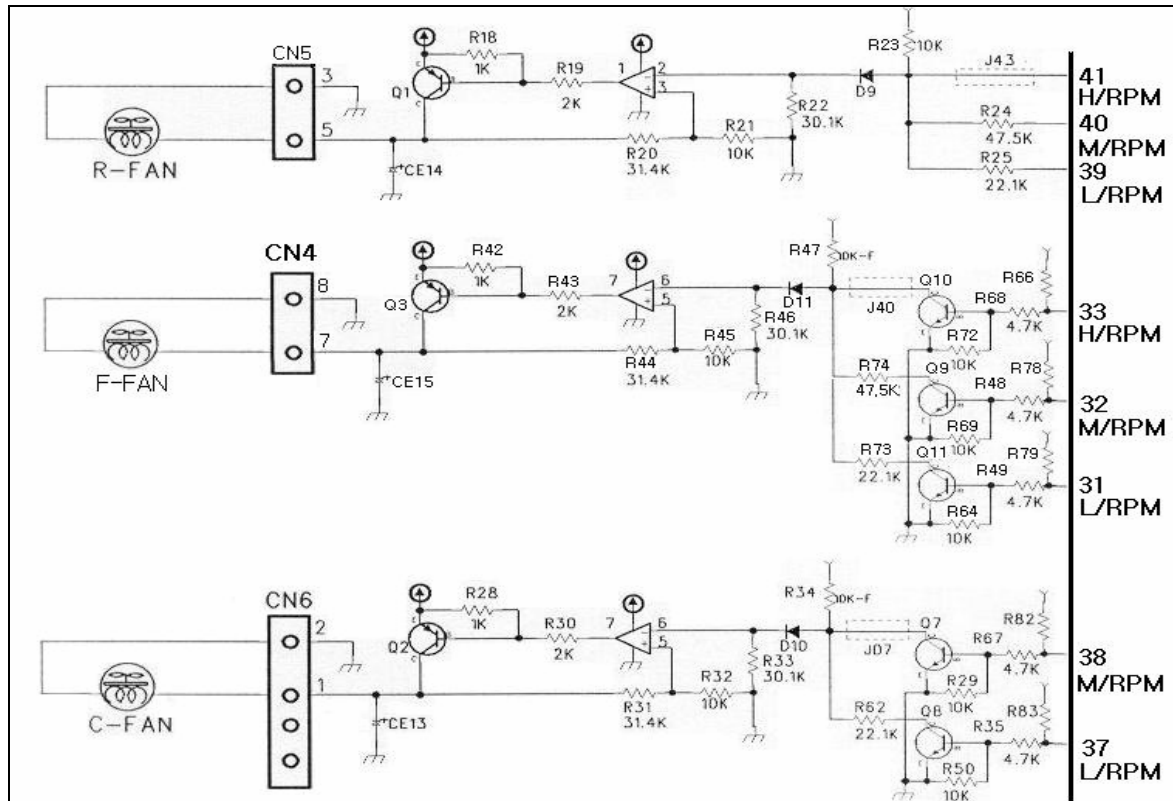 CN5
3
5
R-FAN
R18
1K
Q1
R19
2K
1
2
3
CE14
R20
31.4K
R21
10K
R22
30.1K
D9
R23
10K
J43
R24
47.5K
R25
22.1K
41
H/RPM
40
M/RPM
39
L/RPM
CN4
8
7
F-FAN
R42
1K
Q3
R43
2K
7
6
5
CE15
R44
31.4K
R45
10K
R46
30.1K
D11
R47
10K-F
J40
Q10
R68
R66
4.7K
R72
10K
R74
47.5K
Q9
R48
R78
4.7K
R69
10K
R73
22.1K
Q11
R49
R79
4.7K
R64
10K
33
H/RPM
32
M/RPM
31
L/RPM
CN6
2
1
C-FAN
R28
1K
Q2
R30
2K
7
6
5
CE13
R31
31.4K
R32
10K
R33
30.1K
D10
R34
10K-F
J07
Q7
R67
R82
4.7K
R29
10K
R62
22.1K
Q8
R35
R83
4.7K
R50
10K
38
M/RPM
37
L/RPM